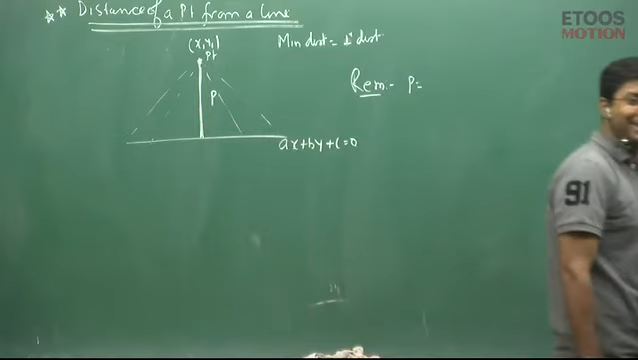 ** Distance of a Pt from a Line
(x₁,y₁)
Pt
Min dist = ⊥r dist.
Rem:- P=
P
ax+by+c=0
ETOOS
MOTION
91